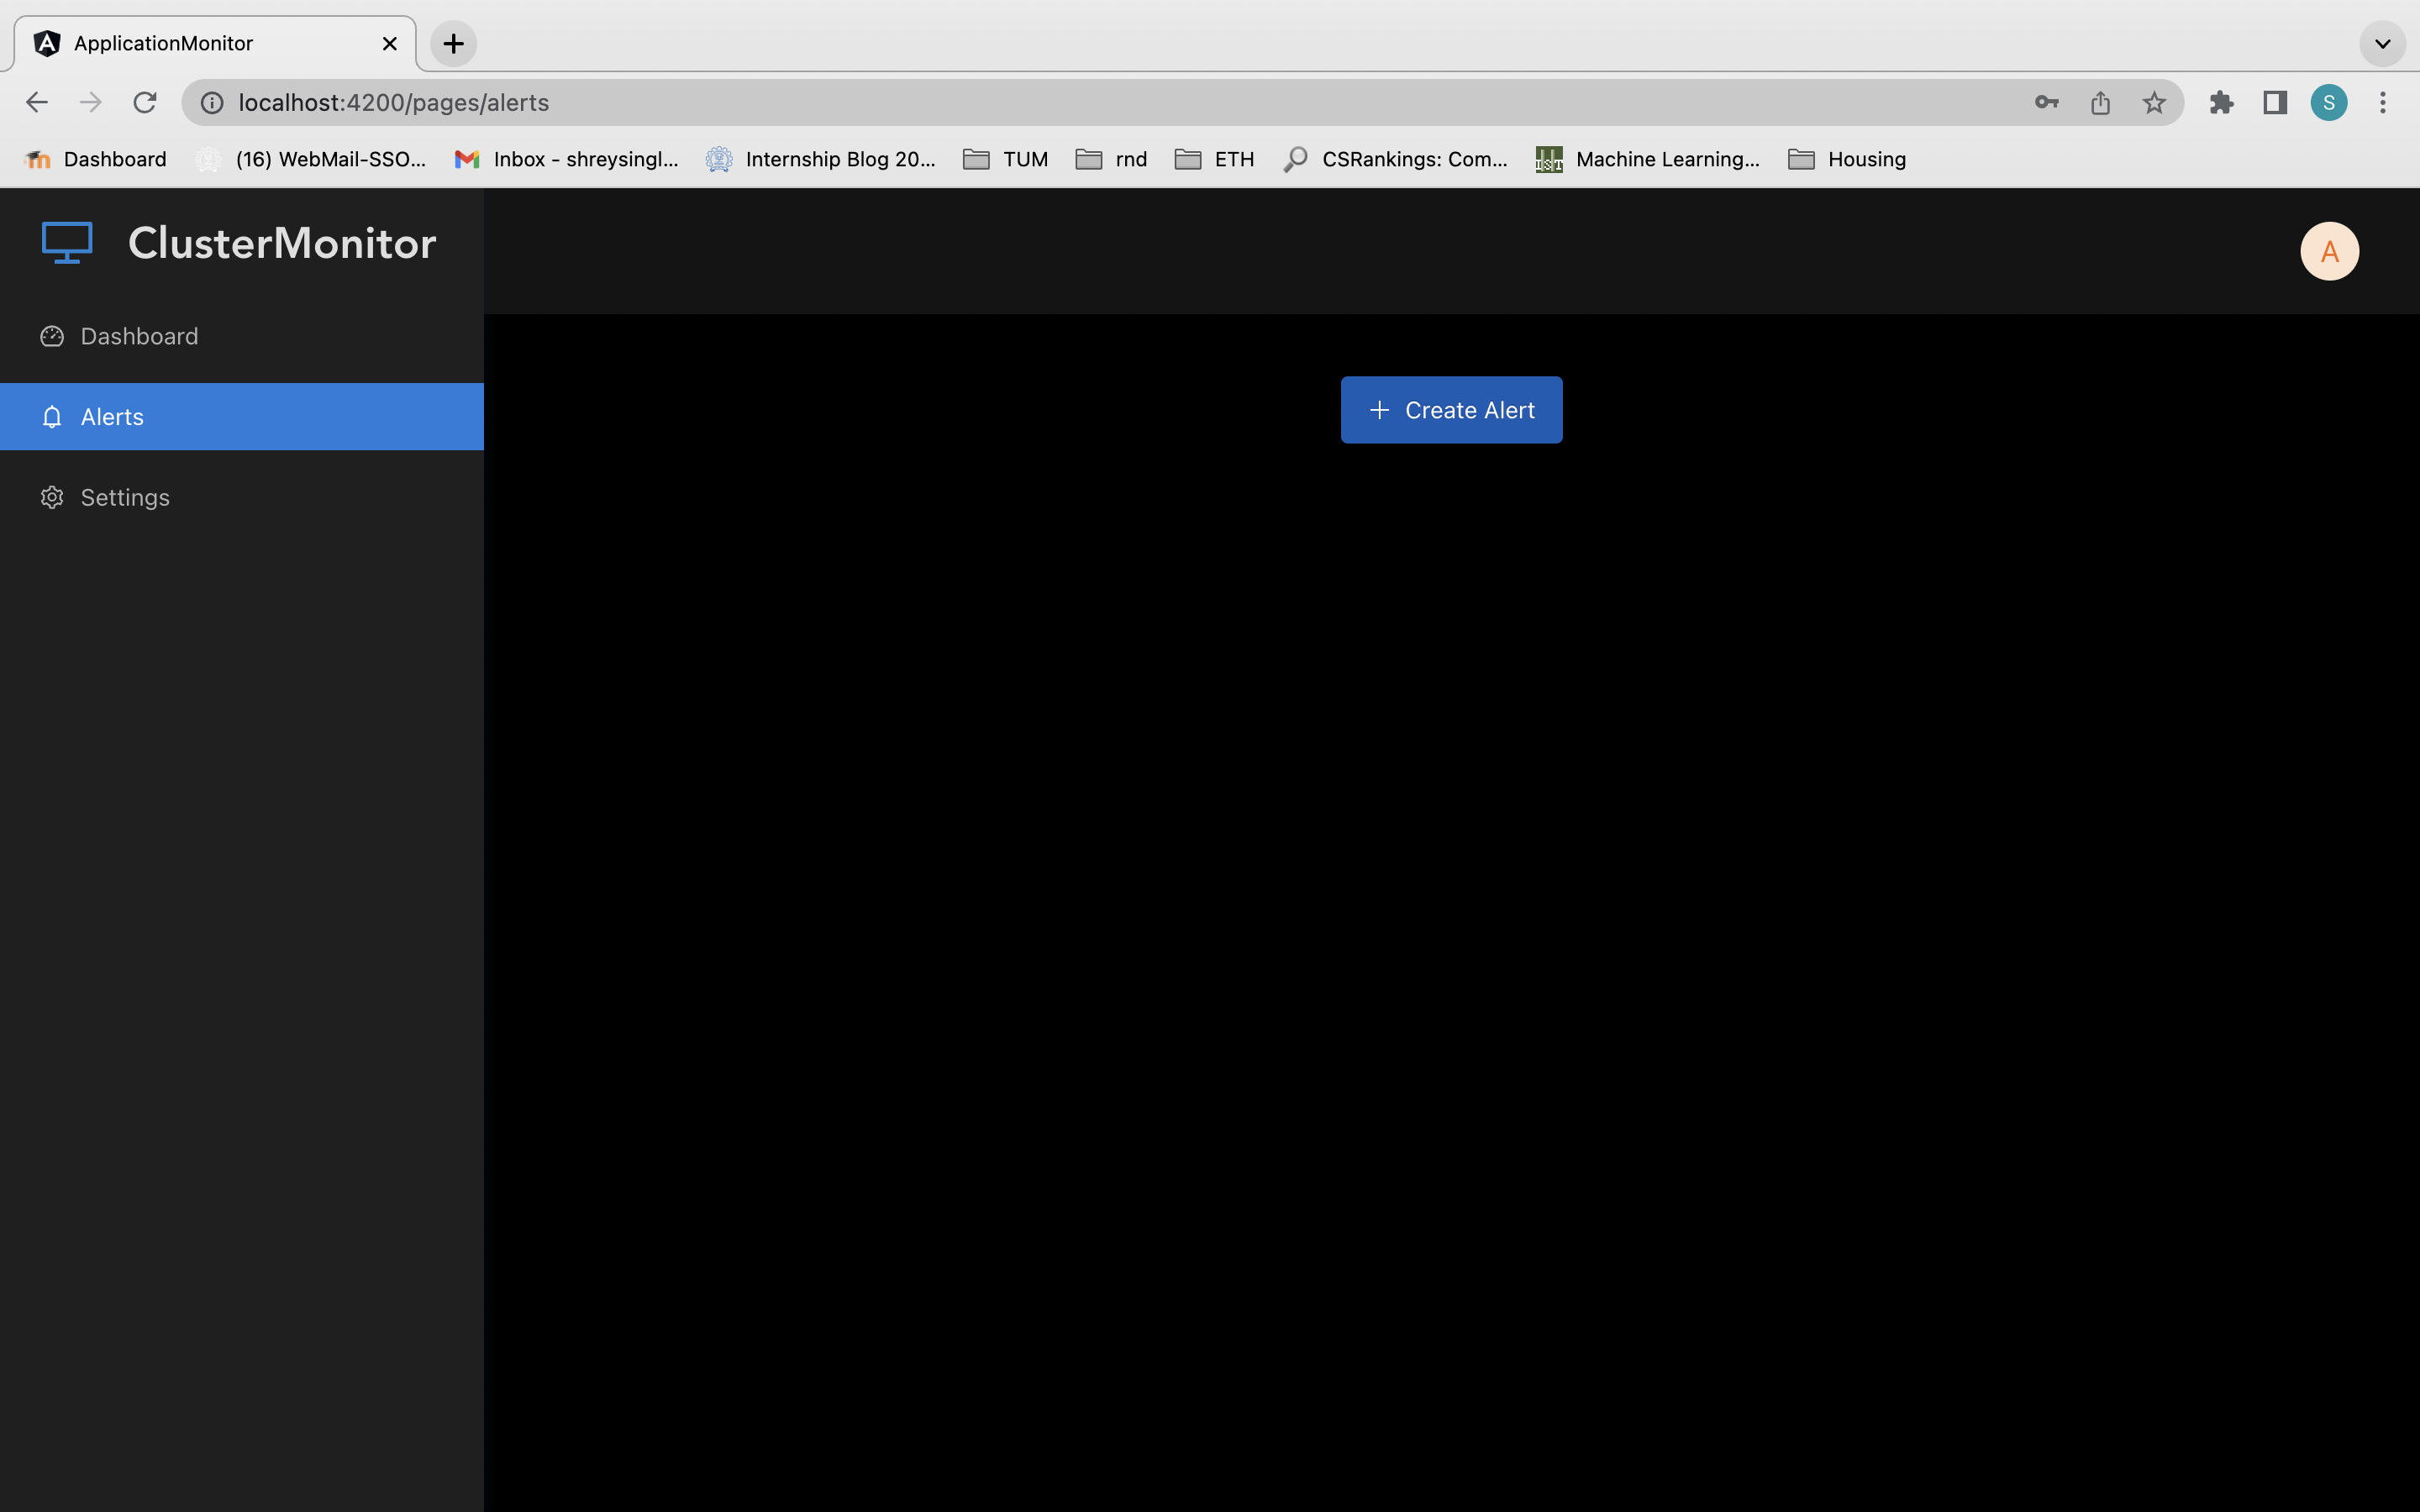 ApplicationMonitor
localhost:4200/pages/alerts
S
Dashboard (16) WebMail-SSO... Inbox - shreysingl... Internship Blog 20... TUM rnd ETH CSRankings: Com... Machine Learning... Housing
ClusterMonitor
A
Dashboard
Alerts
Settings
+ Create Alert